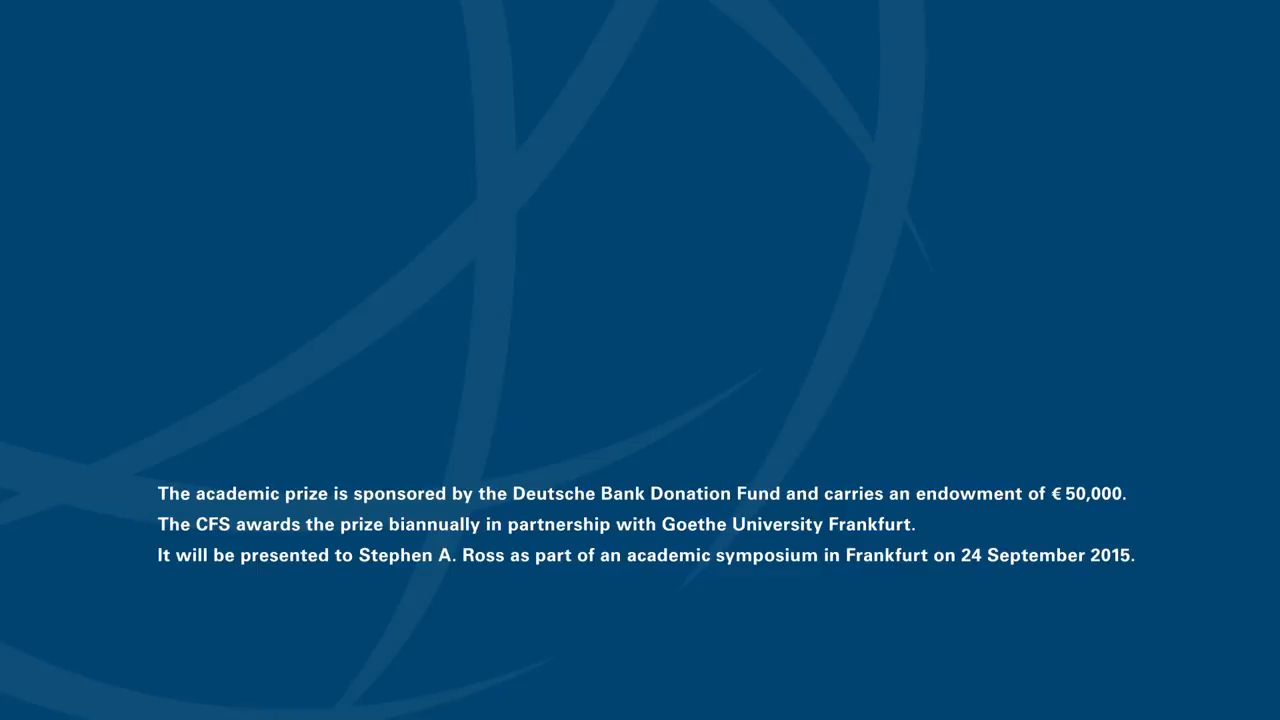 The academic prize is sponsored by the Deutsche Bank Donation Fund and carries an endowment of € 50,000.
The CFS awards the prize biannually in partnership with Goethe University Frankfurt.
It will be presented to Stephen A. Ross as part of an academic symposium in Frankfurt on 24 September 2015.